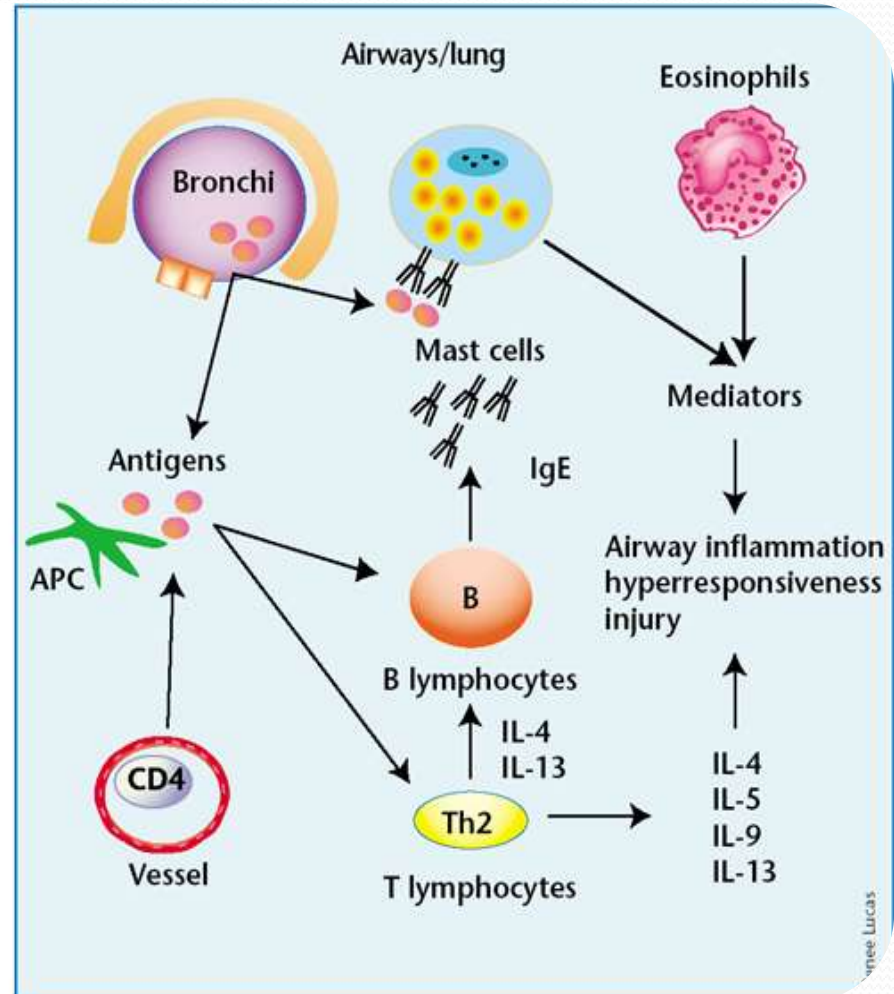 Airways/lung
Eosinophils
Bronchi
Mast cells
Mediators
Antigens
IgE
APC
Airway inflammation
hyperresponsiveness
injury
B
B lymphocytes
IL-4
IL-13
CD4
Th2
IL-4
IL-5
IL-9
IL-13
Vessel
T lymphocytes
Lucas